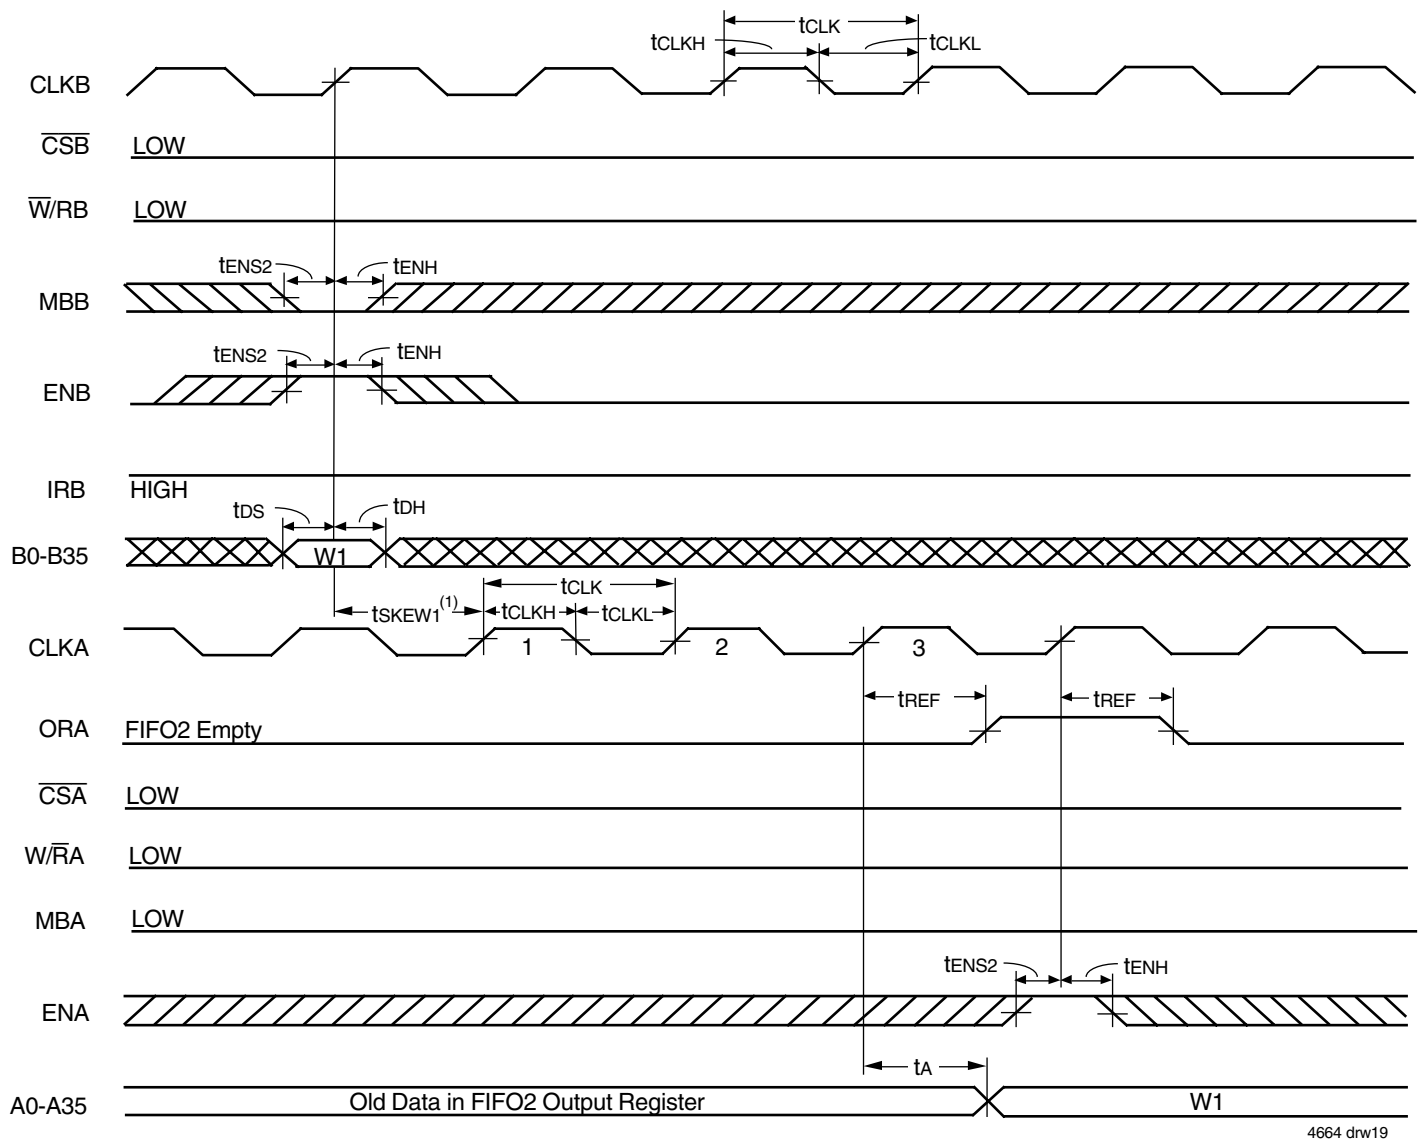 tCLK
tCLKH
tCLKL
CLKB
CSB
LOW
W/RB
LOW
tENS2
tENH
MBB
tENS2
tENH
ENB
IRB
HIGH
tDS
tDH
B0-B35
W1
tCLK
tSKEW1(1)
tCLKH
tCLKL
CLKA
1
2
3
tREF
tREF
ORA
FIFO2 Empty
CSA
LOW
W/RA
LOW
MBA
LOW
tENS2
tENH
ENA
tA
A0-A35
Old Data in FIFO2 Output Register
W1
4664 drw19